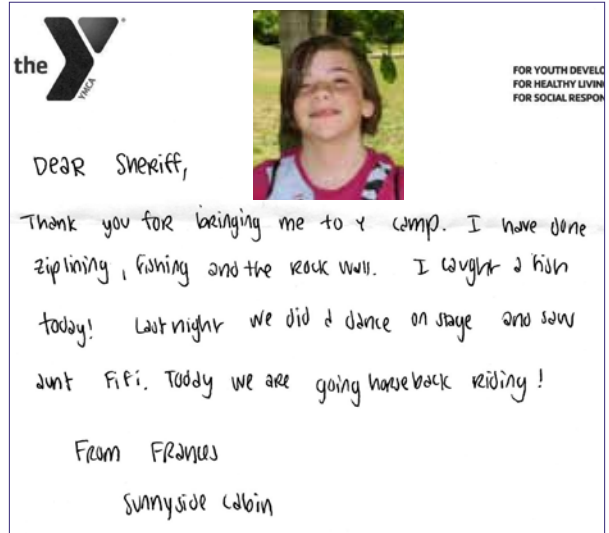 the
YMCA
FOR YOUTH DEVELO
FOR HEALTHY LIVIN
FOR SOCIAL RESPON
Dear Sheriff,
Thank you for bringing me to Y camp. I have done
ziplining, fishing and the rock wall. I caught a fish
today! Last night we did a dance on stage and saw
aunt Fifi. Today we are going horseback riding!
From Frances
Sunnyside Cabin